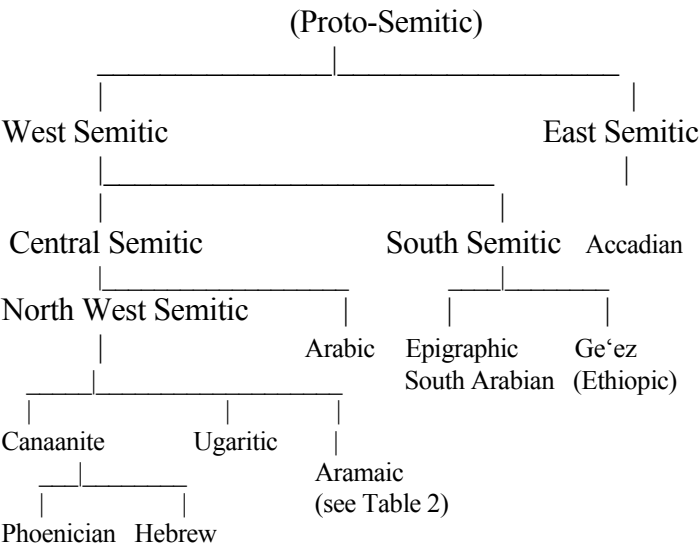 (Proto-Semitic)
West Semitic East Semitic
Central Semitic South Semitic Accadian
North West Semitic
Arabic Epigraphic Ge‘ez
South Arabian (Ethiopic)
Canaanite Ugaritic
Aramaic
(see Table 2)
Phoenician Hebrew